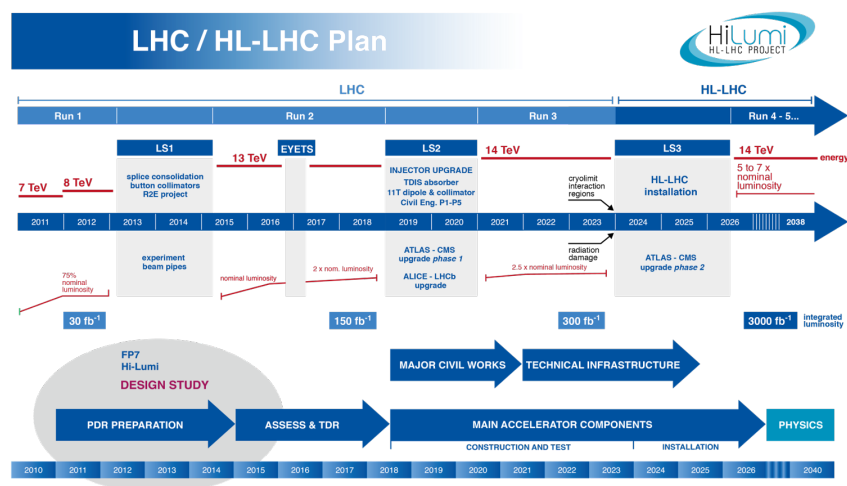 LHC / HL-LHC Plan
HiLumi
HL-LHC PROJECT
LHC
HL-LHC
Run 1
Run 2
Run 3
Run 4 - 5...
LS1
EYETS
LS2
LS3
13 TeV
14 TeV
14 TeV
energy
splice consolidation
button collimators
R2E project
INJECTOR UPGRADE
TDIS absorber
11T dipole & collimator
Civil Eng. P1-P5
cryolimit
interaction
regions
HL-LHC
installation
5 to 7 x
nominal
luminosity
7 TeV
8 TeV
2011 2012 2013 2014 2015 2016 2017 2018 2019 2020 2021 2022 2023 2024 2025 2026 2038
experiment
beam pipes
ATLAS - CMS
upgrade phase 1
ALICE - LHCb
upgrade
radiation
damage
ATLAS - CMS
upgrade phase 2
75%
nominal
luminosity
nominal luminosity
2 x nom. luminosity
2.5 x nominal luminosity
30 fb-1
150 fb-1
300 fb-1
3000 fb-1
integrated
luminosity
FP7
Hi-Lumi
DESIGN STUDY
MAJOR CIVIL WORKS
TECHNICAL INFRASTRUCTURE
PDR PREPARATION
ASSESS & TDR
MAIN ACCELERATOR COMPONENTS
PHYSICS
CONSTRUCTION AND TEST
INSTALLATION
2010 2011 2012 2013 2014 2015 2016 2017 2018 2019 2020 2021 2022 2023 2024 2025 2026 2040